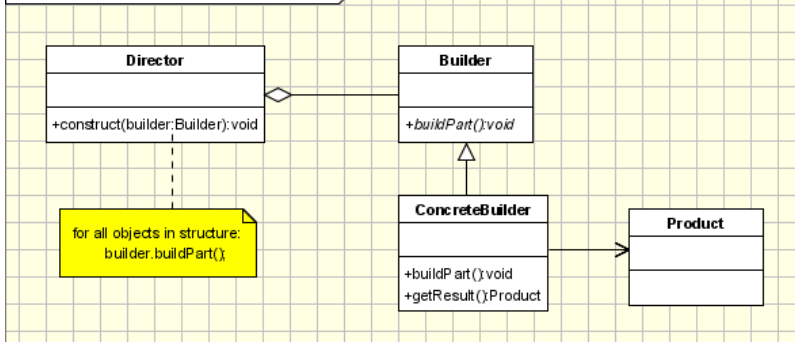 Director
+construct(builder:Builder):void
Builder
+buildPart():void
for all objects in structure:
builder.buildPart();
ConcreteBuilder
+buildPart():void
+getResult():Product
Product